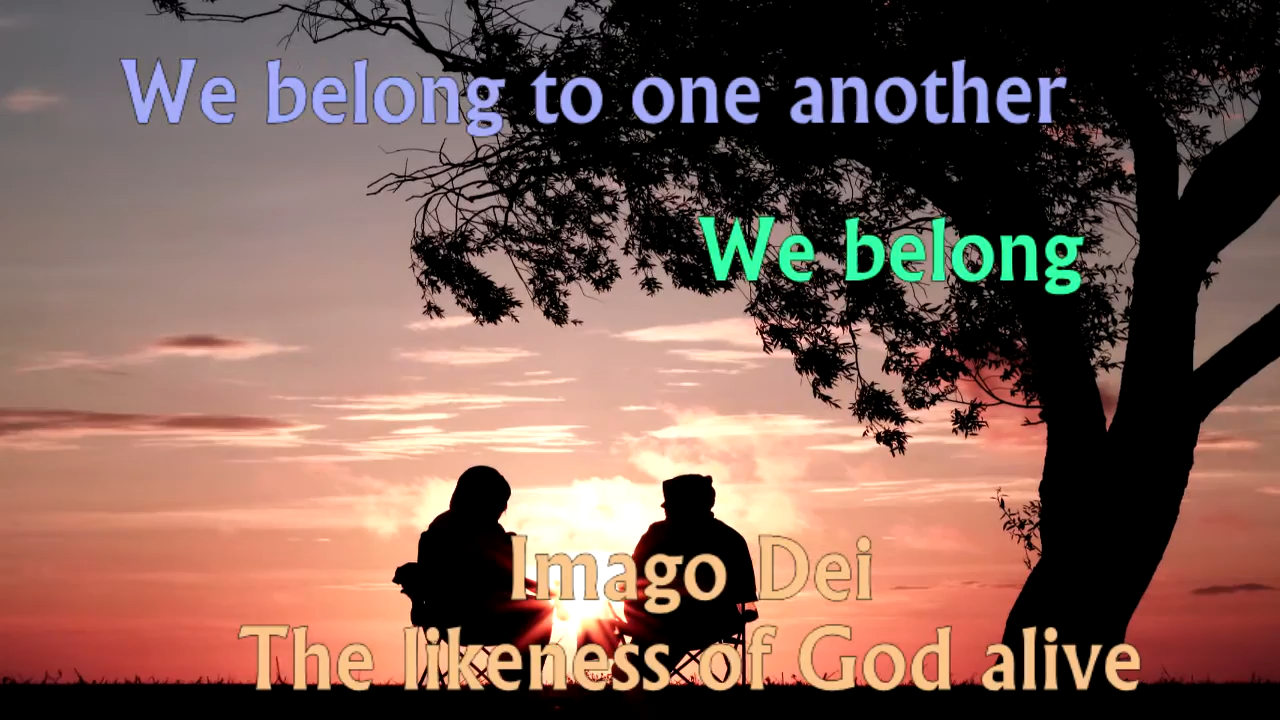 We belong to one another
We belong
Imago Dei
The likeness of God alive